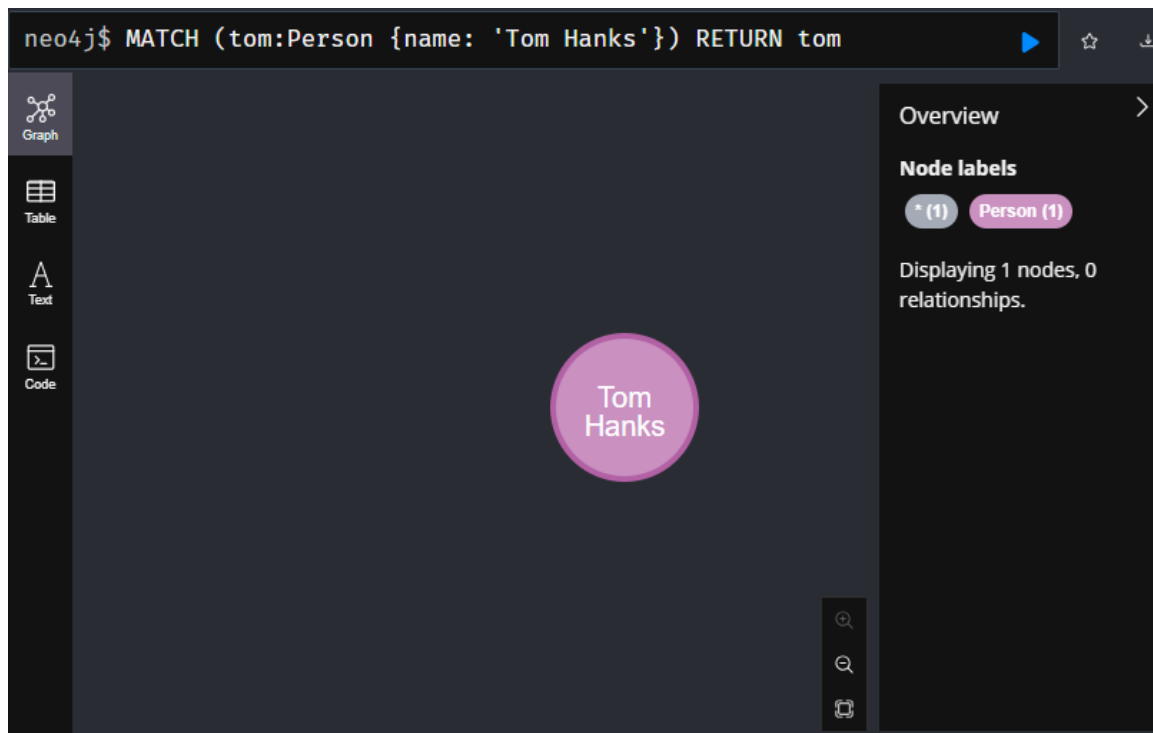 neo4j$ MATCH (tom:Person {name: 'Tom Hanks'}) RETURN tom
Graph
Table
Text
Code
Tom
Hanks
Overview
Node labels
* (1) Person (1)
Displaying 1 nodes, 0
relationships.